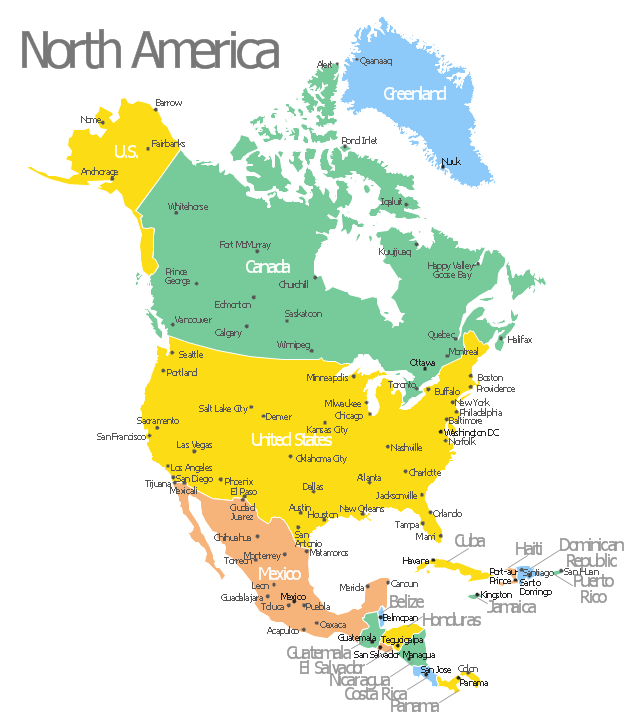 North America
Alert
Qaanaaq
Greenland
Barrow
Nome
Fairbanks
U.S.
Anchorage
Pond Inlet
Nuuk
Iqaluit
Whitehorse
Fort McMurray
Kuujjuaq
Canada
Happy Valley
Goose Bay
Prince
George
Churchill
Edmonton
Saskatoon
Vancouver
Calgary
Quebec
Halifax
Winnipeg
Montreal
Seattle
Ottawa
Portland
Minneapolis
Toronto
Boston
Buffalo
Providence
Salt Lake City
Milwaukee
New York
Denver
Chicago
Philadelphia
Sacramento
Baltimore
Kansas City
San Francisco
Washington DC
United States
Norfolk
Las Vegas
Nashville
Oklahoma City
Los Angeles
Charlotte
San Diego
Phoenix
Atlanta
Tijuana
Mexicali
El Paso
Dallas
Jacksonville
Ciudad
Juarez
Austin
Houston
New Orleans
Orlando
Tampa
San
Antonio
Chihuahua
Miami
Cuba
Haiti
Dominican
Republic
Matamoros
Monterrey
Torreon
Havana
Mexico
Port-au
Prince
Santiago
San Huan
Santo
Domingo
Puerto
Rico
Leon
Merida
Cancun
Guadalajara
Mexico
Kingston
Jamaica
Toluca
Puebla
Belize
Belmopan
Oaxaca
Honduras
Acapulco
Guatemala
Tegucigalpa
Guatemala
San Salvador
Managua
El Salvador
San Jose
Colon
Nicaragua
Panama
Costa Rica
Panama